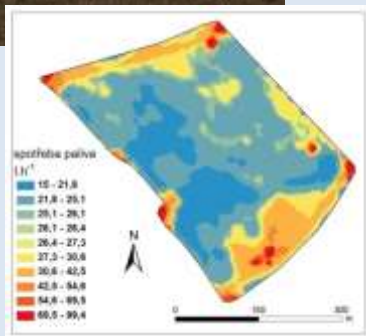 spotřeba paliva
l.h⁻¹
15 - 21,8
21,8 - 25,1
25,1 - 26,1
26,1 - 26,4
26,4 - 27,3
27,3 - 30,6
30,6 - 42,5
42,5 - 54,6
54,6 - 69,5
69,5 - 99,4
N
0
300
m